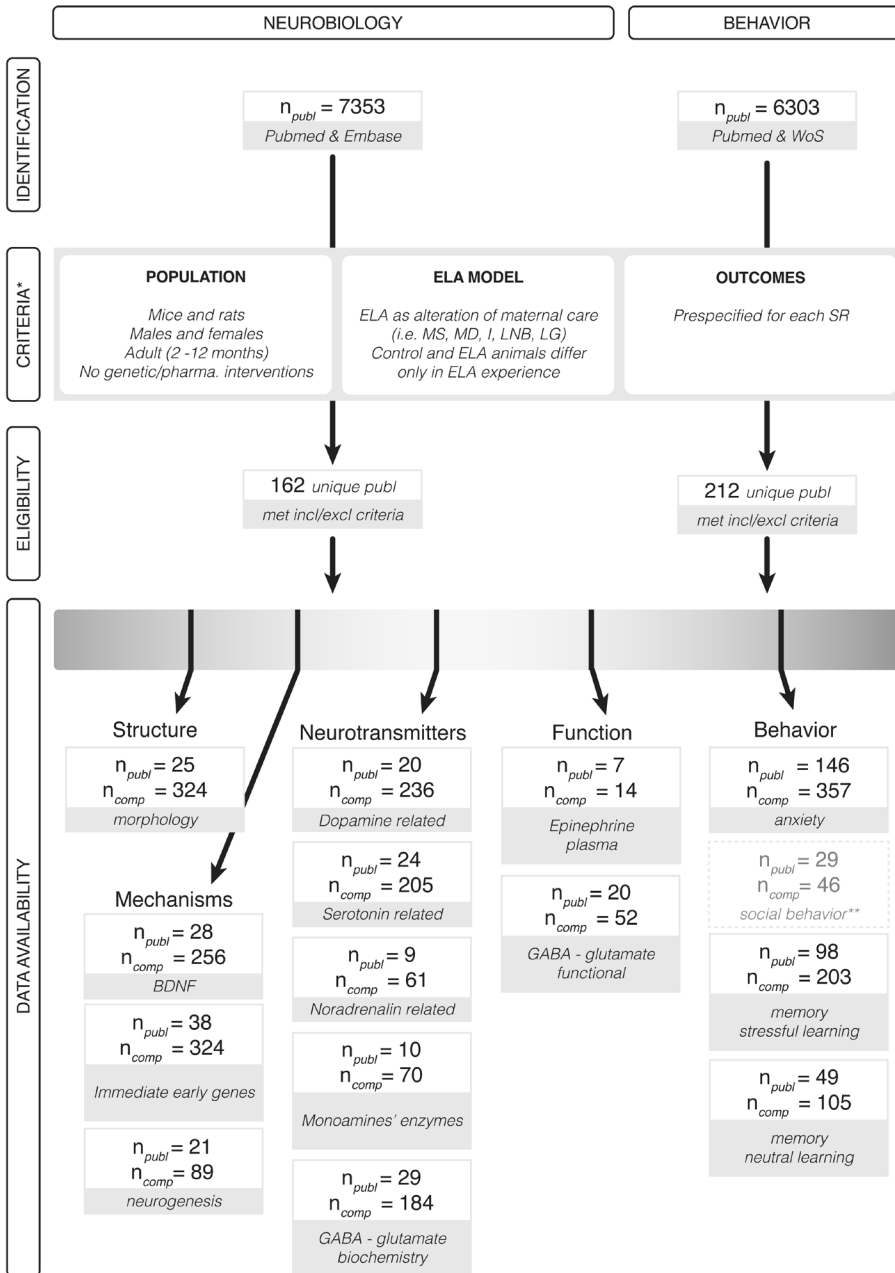 NEUROBIOLOGY
BEHAVIOR
IDENTIFICATION
n_publ = 7353
Pubmed & Embase
n_publ = 6303
Pubmed & WoS
CRITERIA*
POPULATION
Mice and rats
Males and females
Adult (2 -12 months)
No genetic/pharma. interventions
ELA MODEL
ELA as alteration of maternal care
(i.e. MS, MD, I, LNB, LG)
Control and ELA animals differ
only in ELA experience
OUTCOMES
Prespecified for each SR
ELIGIBILITY
162 unique publ
met incl/excl criteria
212 unique publ
met incl/excl criteria
DATA AVAILABILITY
Structure
n_publ = 25
n_comp = 324
morphology
Mechanisms
n_publ = 28
n_comp = 256
BDNF
n_publ = 38
n_comp = 324
Immediate early genes
n_publ = 21
n_comp = 89
neurogenesis
Neurotransmitters
n_publ = 20
n_comp = 236
Dopamine related
n_publ = 24
n_comp = 205
Serotonin related
n_publ = 9
n_comp = 61
Noradrenalin related
n_publ = 10
n_comp = 70
Monoamines' enzymes
n_publ = 29
n_comp = 184
GABA - glutamate
biochemistry
Function
n_publ = 7
n_comp = 14
Epinephrine
plasma
n_publ = 20
n_comp = 52
GABA - glutamate
functional
Behavior
n_publ = 146
n_comp = 357
anxiety
n_publ = 29
n_comp = 46
social behavior**
n_publ = 98
n_comp = 203
memory
stressful learning
n_publ = 49
n_comp = 105
memory
neutral learning